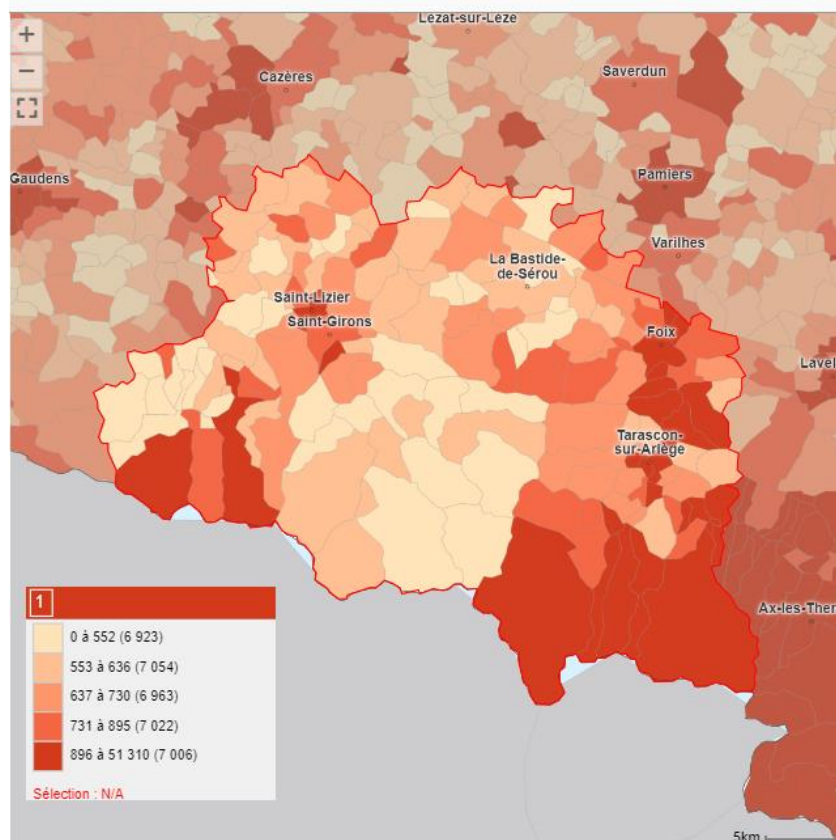 Lézat-sur-Lèze
+
−
Cazères
Saverdun
Gaudens
Pamiers
Varilhes
La Bastide-
de-Sérou
Saint-Lizier
Saint-Girons
Foix
Lavel
Tarascon-
sur-Ariège
1
0 à 552 (6 923)
553 à 636 (7 054)
637 à 730 (6 963)
731 à 895 (7 022)
896 à 51 310 (7 006)
Sélection : N/A
Ax-les-Ther
5km